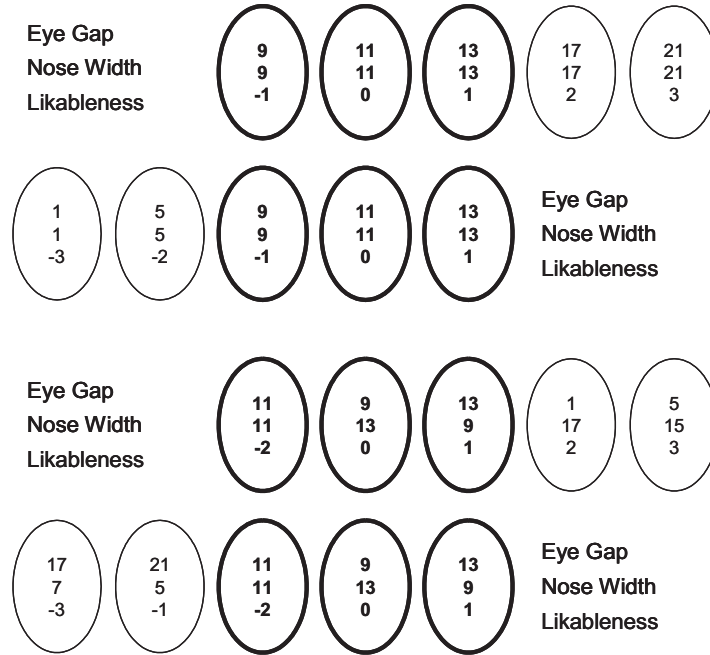 Eye Gap 9 11 13 17 21
Nose Width 9 11 13 17 21
Likableness -1 0 1 2 3
1 5 9 11 13 Eye Gap
1 5 9 11 13 Nose Width
-3 -2 -1 0 1 Likableness
Eye Gap 11 9 13 1 5
Nose Width 11 13 9 17 15
Likableness -2 0 1 2 3
17 21 11 9 13 Eye Gap
7 5 11 13 9 Nose Width
-3 -1 -2 0 1 Likableness